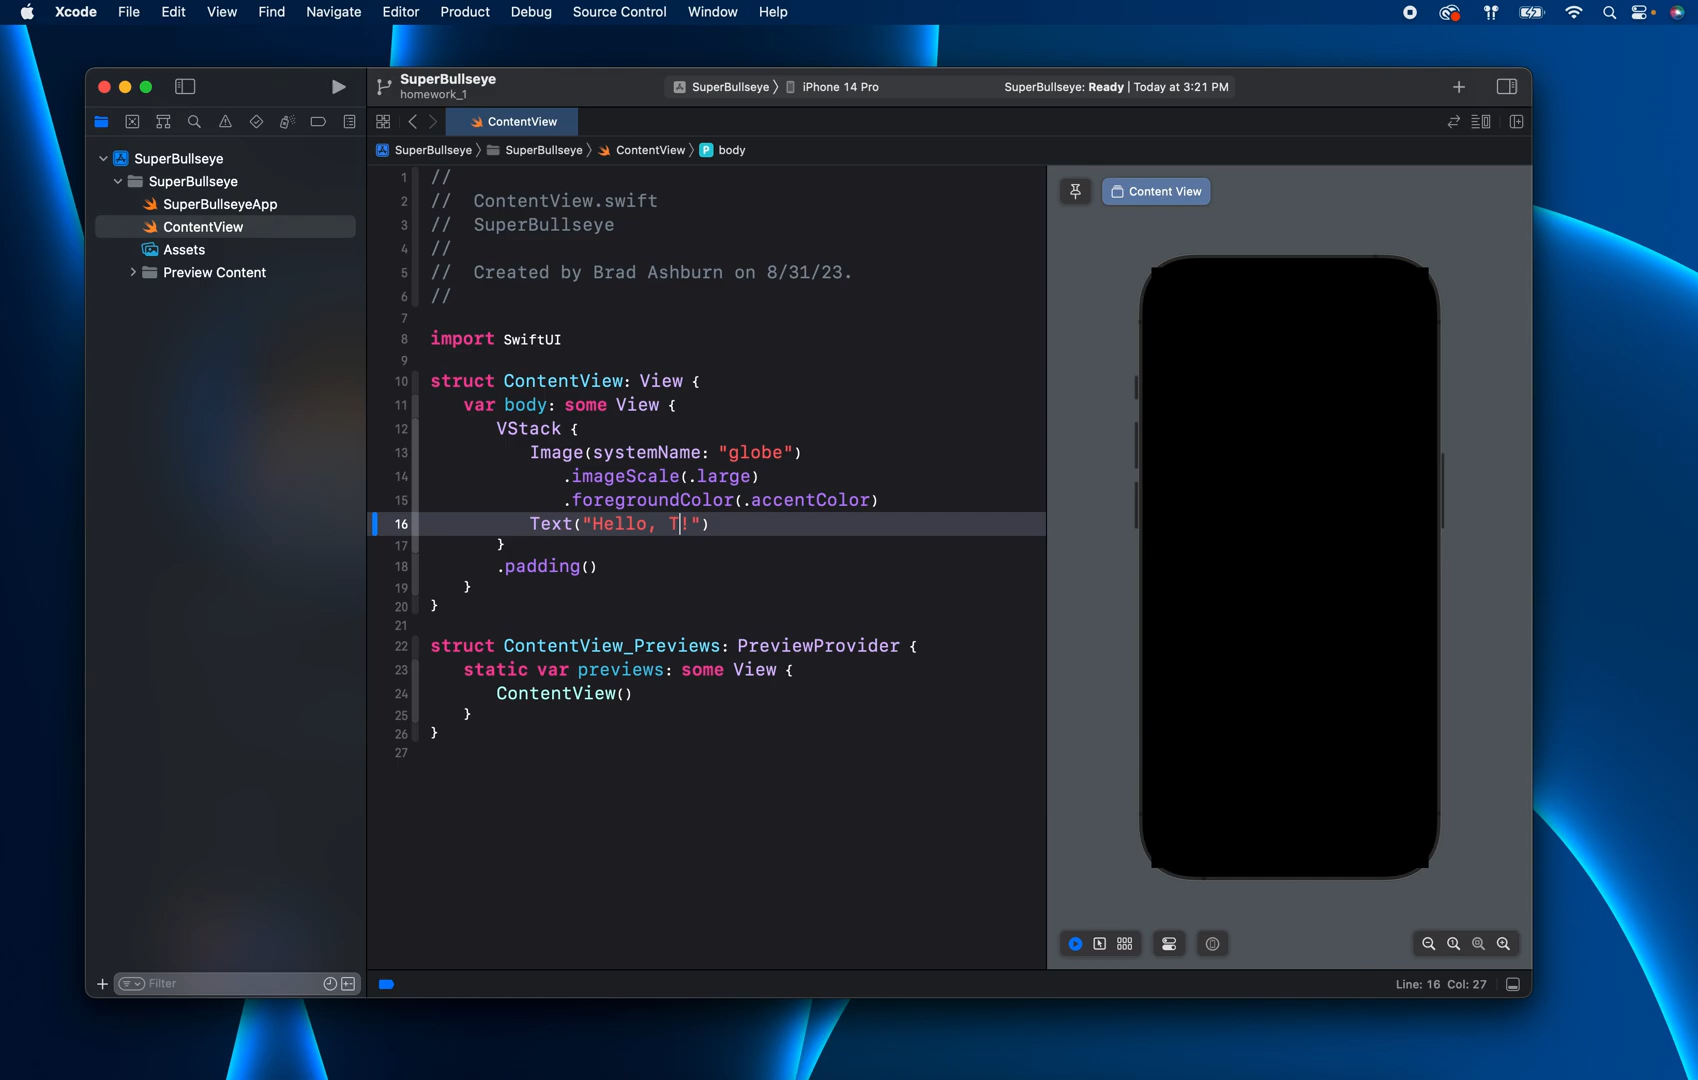 Xcode File Edit View Find Navigate Editor Product Debug Source Control Window Help
SuperBullseye
homework_1
SuperBullseye iPhone 14 Pro
SuperBullseye: Ready | Today at 3:21 PM
ContentView
SuperBullseye SuperBullseye ContentView P body
SuperBullseye
SuperBullseye
SuperBullseyeApp
ContentView
Assets
Preview Content
1 //
2 // ContentView.swift
3 // SuperBullseye
4 //
5 // Created by Brad Ashburn on 8/31/23.
6 //
7
8 import SwiftUI
9
10 struct ContentView: View {
11 var body: some View {
12 VStack {
13 Image(systemName: "globe")
14 .imageScale(.large)
15 .foregroundColor(.accentColor)
16 Text("Hello, T!")
17 }
18 .padding()
19 }
20 }
21
22 struct ContentView_Previews: PreviewProvider {
23 static var previews: some View {
24 ContentView()
25 }
26 }
27
Content View
Filter
Line: 16 Col: 27